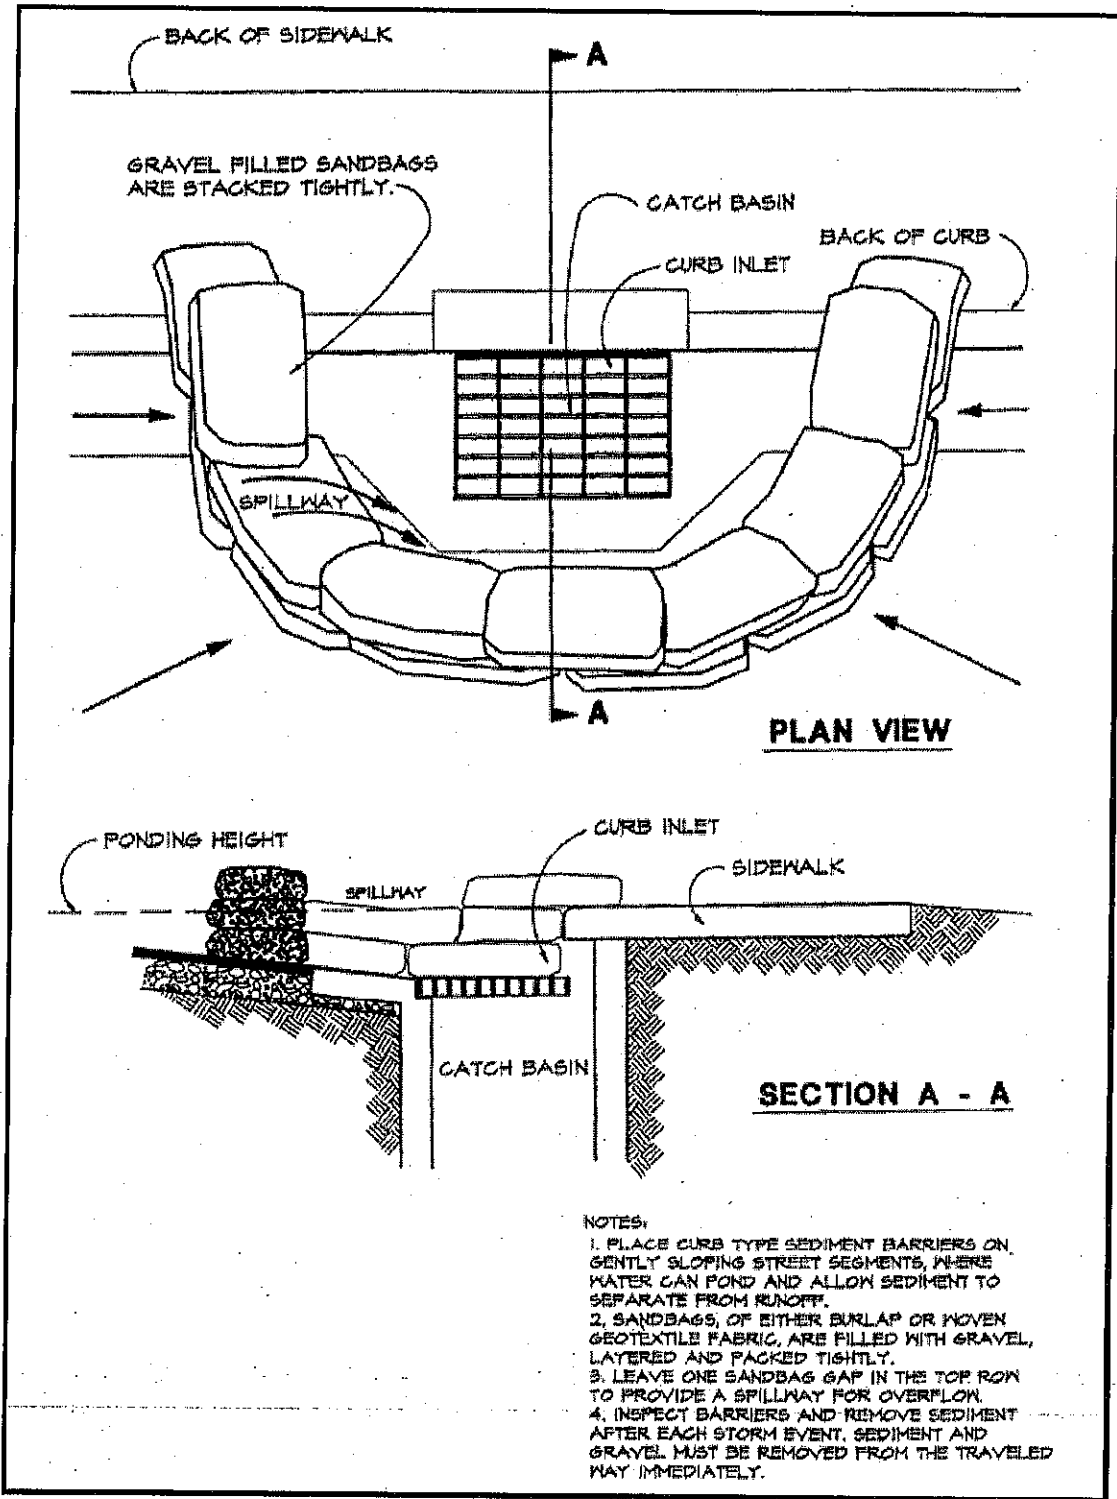 BACK OF SIDEWALK
A
GRAVEL FILLED SANDBAGS
ARE STACKED TIGHTLY.
CATCH BASIN
BACK OF CURB
CURB INLET
SPILLWAY
A
PLAN VIEW
PONDING HEIGHT
CURB INLET
SIDEWALK
SPILLWAY
CATCH BASIN
SECTION A - A
NOTES:
1. PLACE CURB TYPE SEDIMENT BARRIERS ON
GENTLY SLOPING STREET SEGMENTS, WHERE
WATER CAN POND AND ALLOW SEDIMENT TO
SEPARATE FROM RUNOFF.
2. SANDBAGS, OF EITHER BURLAP OR WOVEN
GEOTEXTILE FABRIC, ARE FILLED WITH GRAVEL,
LAYERED AND PACKED TIGHTLY.
3. LEAVE ONE SANDBAG GAP IN THE TOP ROW
TO PROVIDE A SPILLWAY FOR OVERFLOW.
4. INSPECT BARRIERS AND REMOVE SEDIMENT
AFTER EACH STORM EVENT. SEDIMENT AND
GRAVEL MUST BE REMOVED FROM THE TRAVELED
WAY IMMEDIATELY.